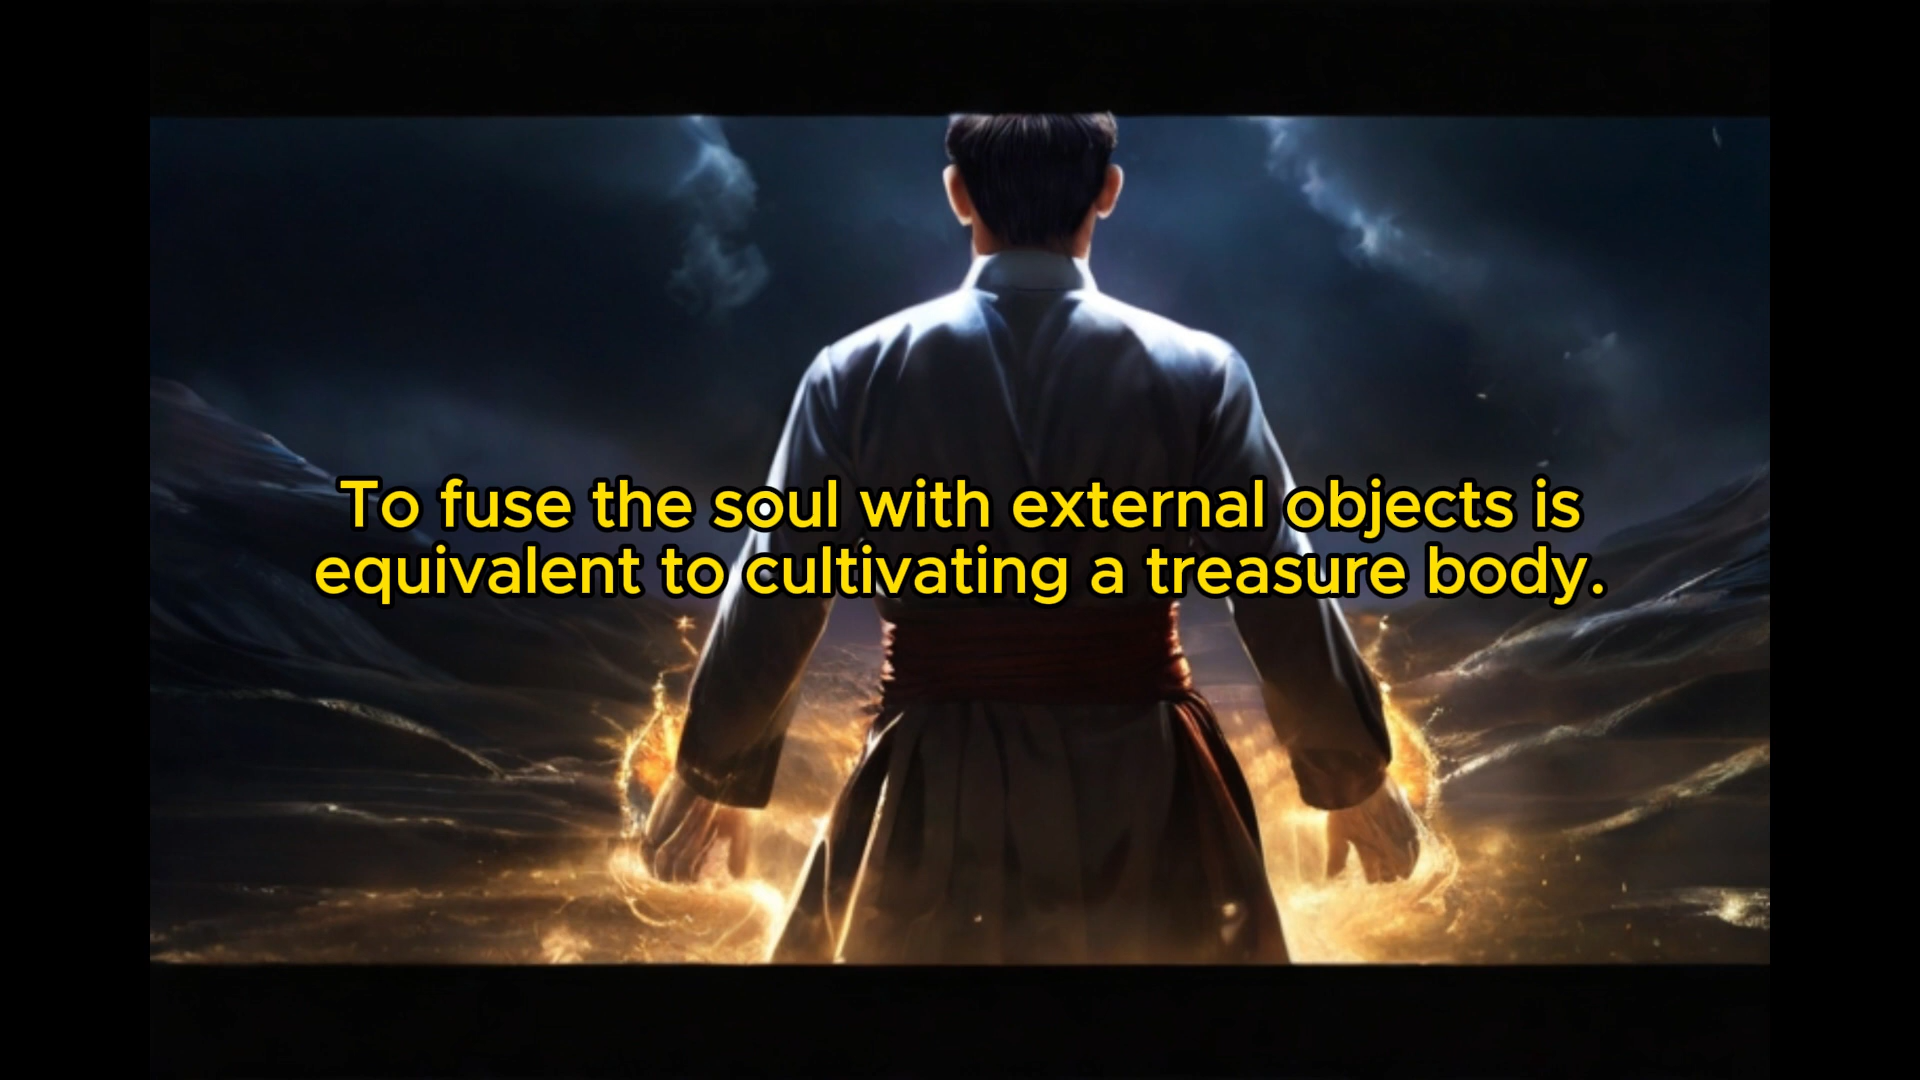 To fuse the soul with external objects is
equivalent to cultivating a treasure body.